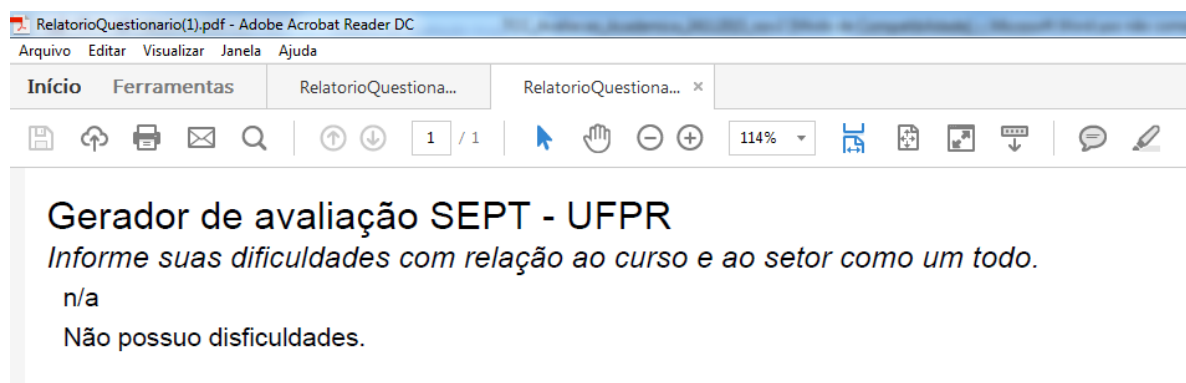 RelatorioQuestionario(1).pdf - Adobe Acrobat Reader DC
Arquivo Editar Visualizar Janela Ajuda
Início Ferramentas RelatorioQuestiona... RelatorioQuestiona... ×
1 / 1 114%
Gerador de avaliação SEPT - UFPR
Informe suas dificuldades com relação ao curso e ao setor como um todo.
n/a
Não possuo disficuldades.